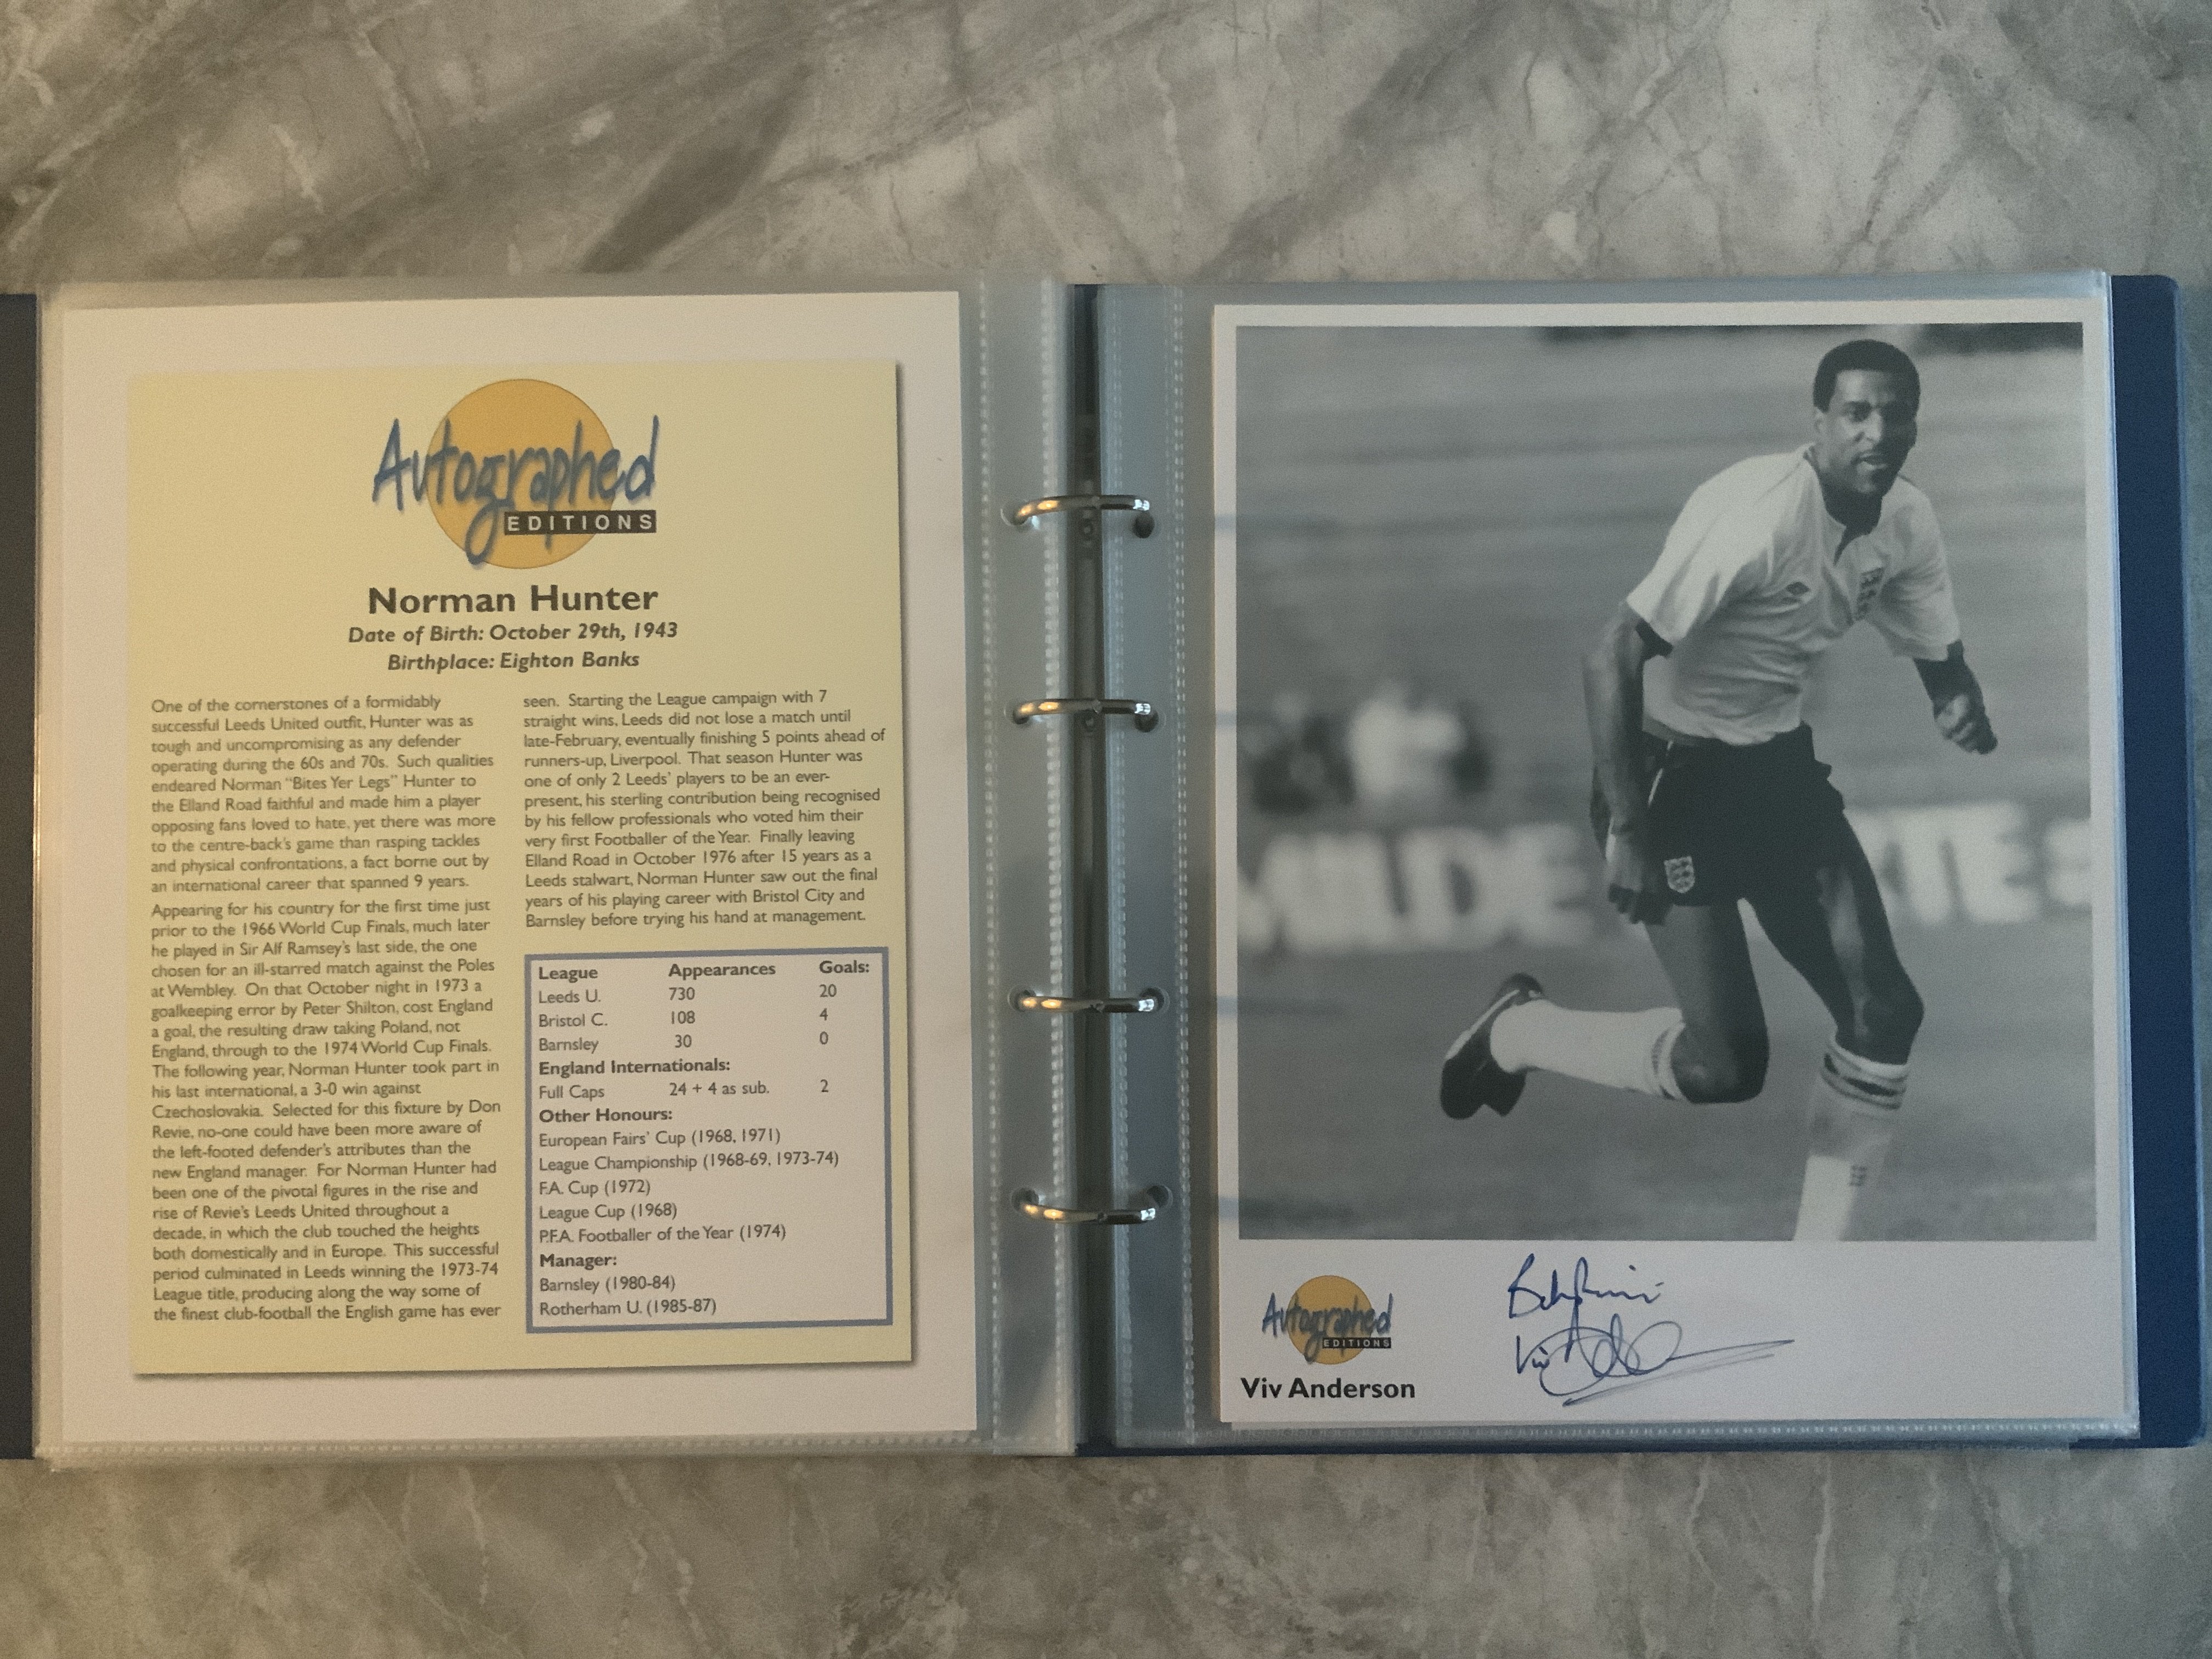 Autographed
EDITIONS
Norman Hunter
Date of Birth: October 29th, 1943
Birthplace: Eighton Banks
One of the cornerstones of a formidably
successful Leeds United outfit, Hunter was as
tough and uncompromising as any defender
operating during the 60s and 70s. Such qualities
endeared Norman "Bites Yer Legs" Hunter to
the Elland Road faithful and made him a player
opposing fans loved to hate, yet there was more
to the centre-back's game than rasping tackles
and physical confrontations, a fact borne out by
an international career that spanned 9 years.
Appearing for his country for the first time just
prior to the 1966 World Cup Finals, much later
he played in Sir Alf Ramsey's last side, the one
chosen for an ill-starred match against the Poles
at Wembley. On that October night in 1973 a
goalkeeping error by Peter Shilton, cost England
a goal, the resulting draw taking Poland, not
England, through to the 1974 World Cup Finals.
The following year, Norman Hunter took part in
his last international, a 3-0 win against
Czechoslovakia. Selected for this fixture by Don
Revie, no-one could have been more aware of
the left-footed defender's attributes than the
new England manager. For Norman Hunter had
been one of the pivotal figures in the rise and
rise of Revie's Leeds United throughout a
decade, in which the club touched the heights
both domestically and in Europe. This successful
period culminated in Leeds winning the 1973-74
League title, producing along the way some of
the finest club-football the English game has ever
seen. Starting the League campaign with 7
straight wins, Leeds did not lose a match until
late-February, eventually finishing 5 points ahead of
runners-up, Liverpool. That season Hunter was
one of only 2 Leeds' players to be an ever-
present, his sterling contribution being recognised
by his fellow professionals who voted him their
very first Footballer of the Year. Finally leaving
Elland Road in October 1976 after 15 years as a
Leeds stalwart, Norman Hunter saw out the final
years of his playing career with Bristol City and
Barnsley before trying his hand at management.
League Appearances Goals:
Leeds U. 730 20
Bristol C. 108 4
Barnsley 30 0
England Internationals:
Full Caps 24 + 4 as sub. 2
Other Honours:
European Fairs' Cup (1968, 1971)
League Championship (1968-69, 1973-74)
F.A. Cup (1972)
League Cup (1968)
P.F.A. Footballer of the Year (1974)
Manager:
Barnsley (1980-84)
Rotherham U. (1985-87)
Autographed
EDITIONS
Viv Anderson